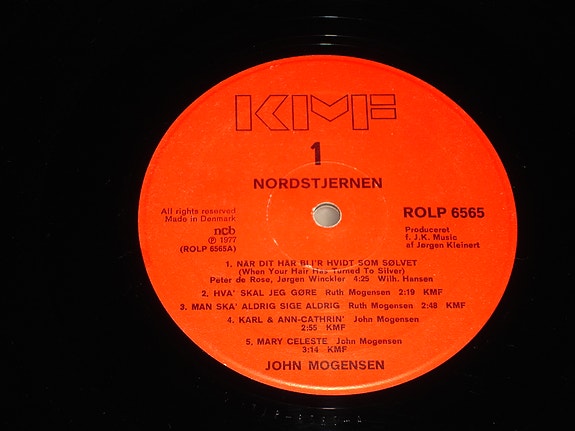 KMF
1
NORDSTJERNEN
All rights reserved
Made in Denmark
ncb
℗ 1977
(ROLP 6565A)
ROLP 6565
Produceret
f. J.K. Music
af Jørgen Kleinert
1. NÅR DIT HÅR BLI'R HVIDT SOM SØLVET
(When Your Hair Has Turned To Silver)
Peter de Rose, Jørgen Winckler 4:25 Wilh. Hansen
2. HVA' SKAL JEG GØRE Ruth Mogensen 2:19 KMF
3. MAN SKA' ALDRIG SIGE ALDRIG Ruth Mogensen 2:48 KMF
4. KARL & ANN-CATHRIN' John Mogensen
2:55 KMF
5. MARY CELESTE John Mogensen
3:14 KMF
JOHN MOGENSEN